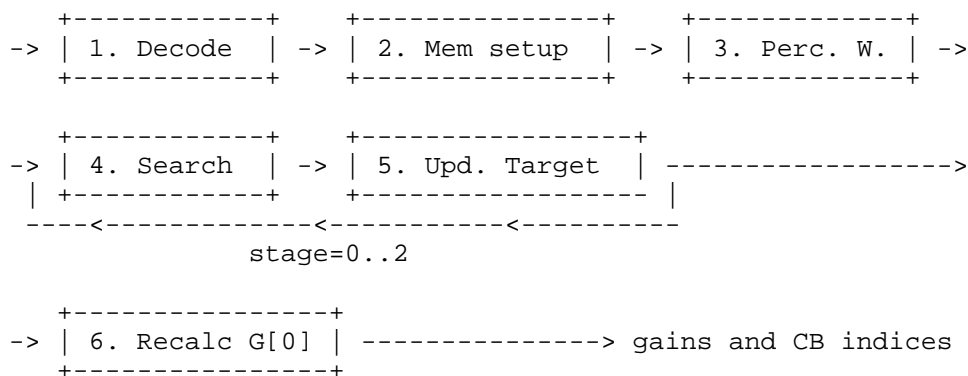 +------------+    +---------------+    +-------------+
-> | 1. Decode  | -> | 2. Mem setup  | -> | 3. Perc. W. | ->
+------------+    +---------------+    +-------------+
+------------+    +-----------------+
-> | 4. Search  | -> | 5. Upd. Target  | ------------------>
| +------------+    +------------------ |
----<-------------<-----------<----------
stage=0..2
+----------------+
-> | 6. Recalc G[0] | ---------------> gains and CB indices
+----------------+